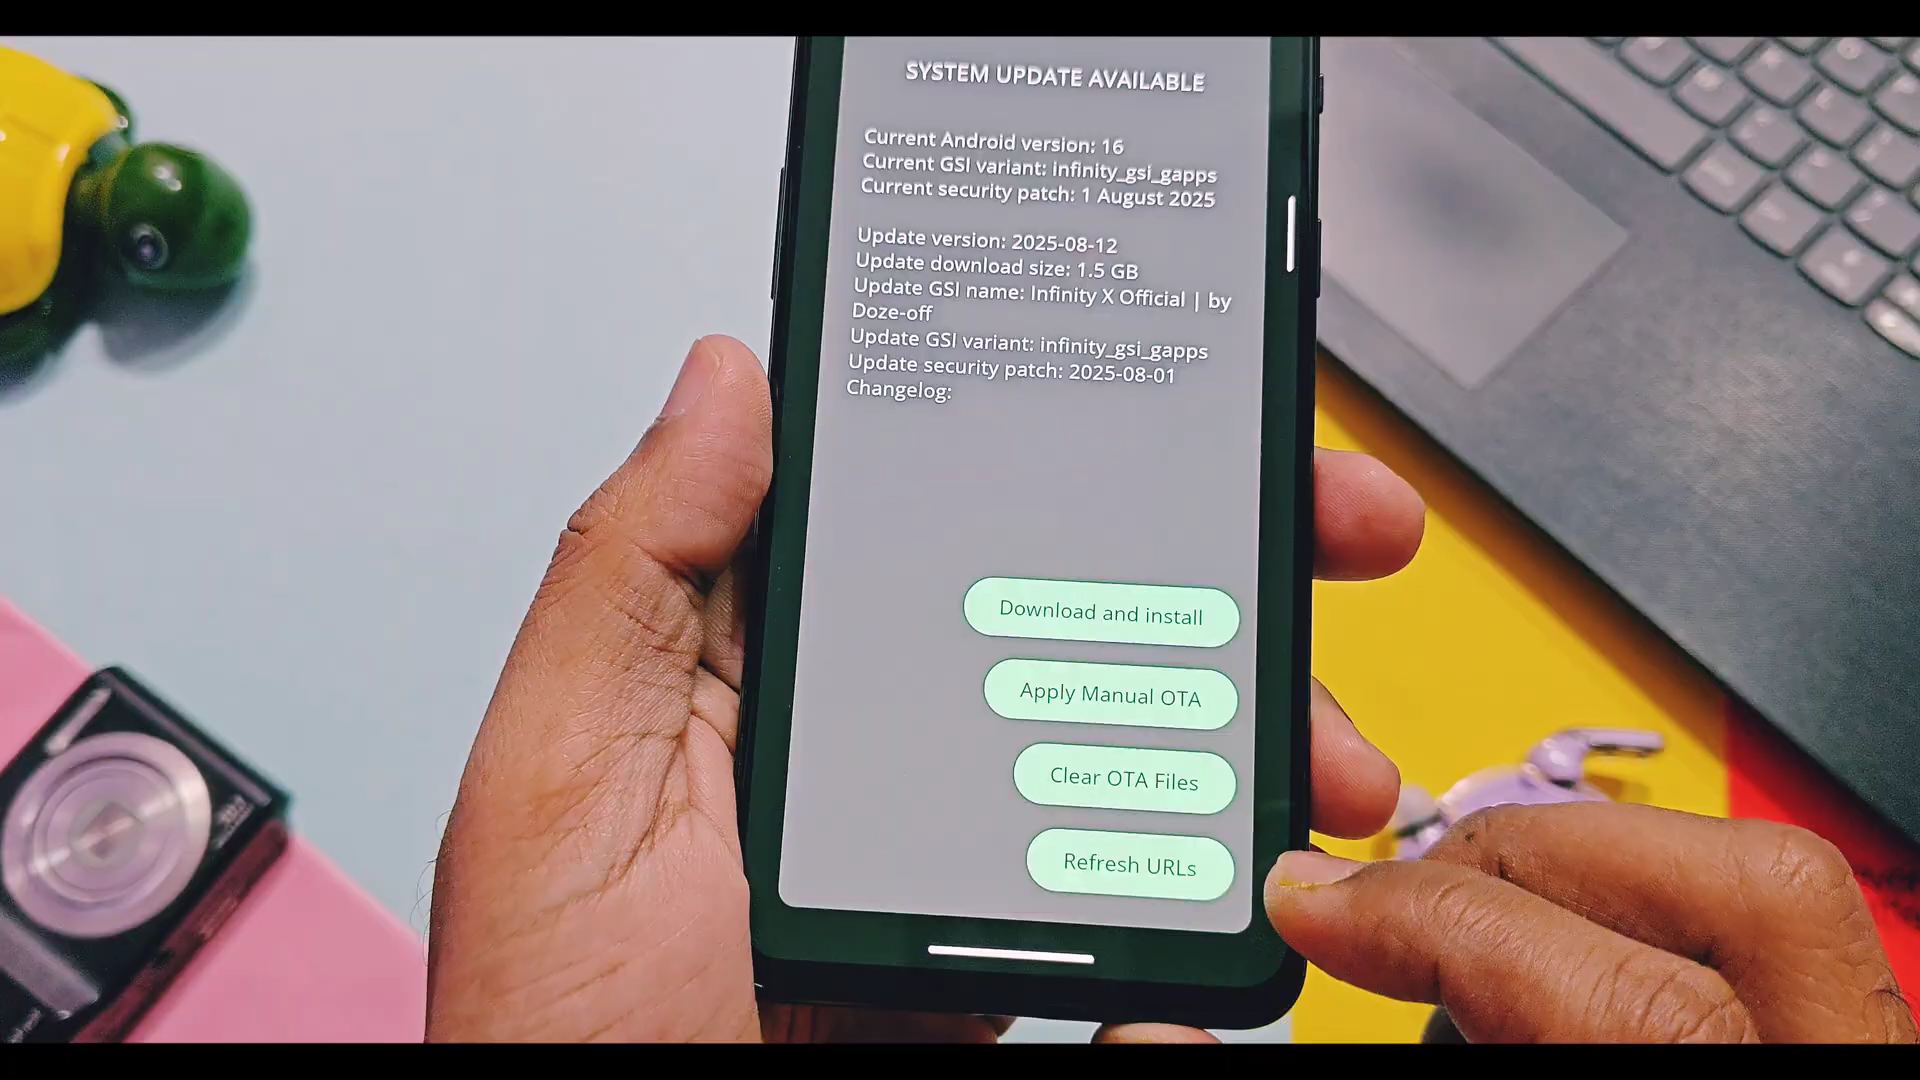 SYSTEM UPDATE AVAILABLE
Current Android version: 16
Current GSI variant: infinity_gsi_gapps
Current security patch: 1 August 2025
Update version: 2025-08-12
Update download size: 1.5 GB
Update GSI name: Infinity X Official | by
Doze-off
Update GSI variant: infinity_gsi_gapps
Update security patch: 2025-08-01
Changelog:
Download and install
Apply Manual OTA
Clear OTA Files
Refresh URLs